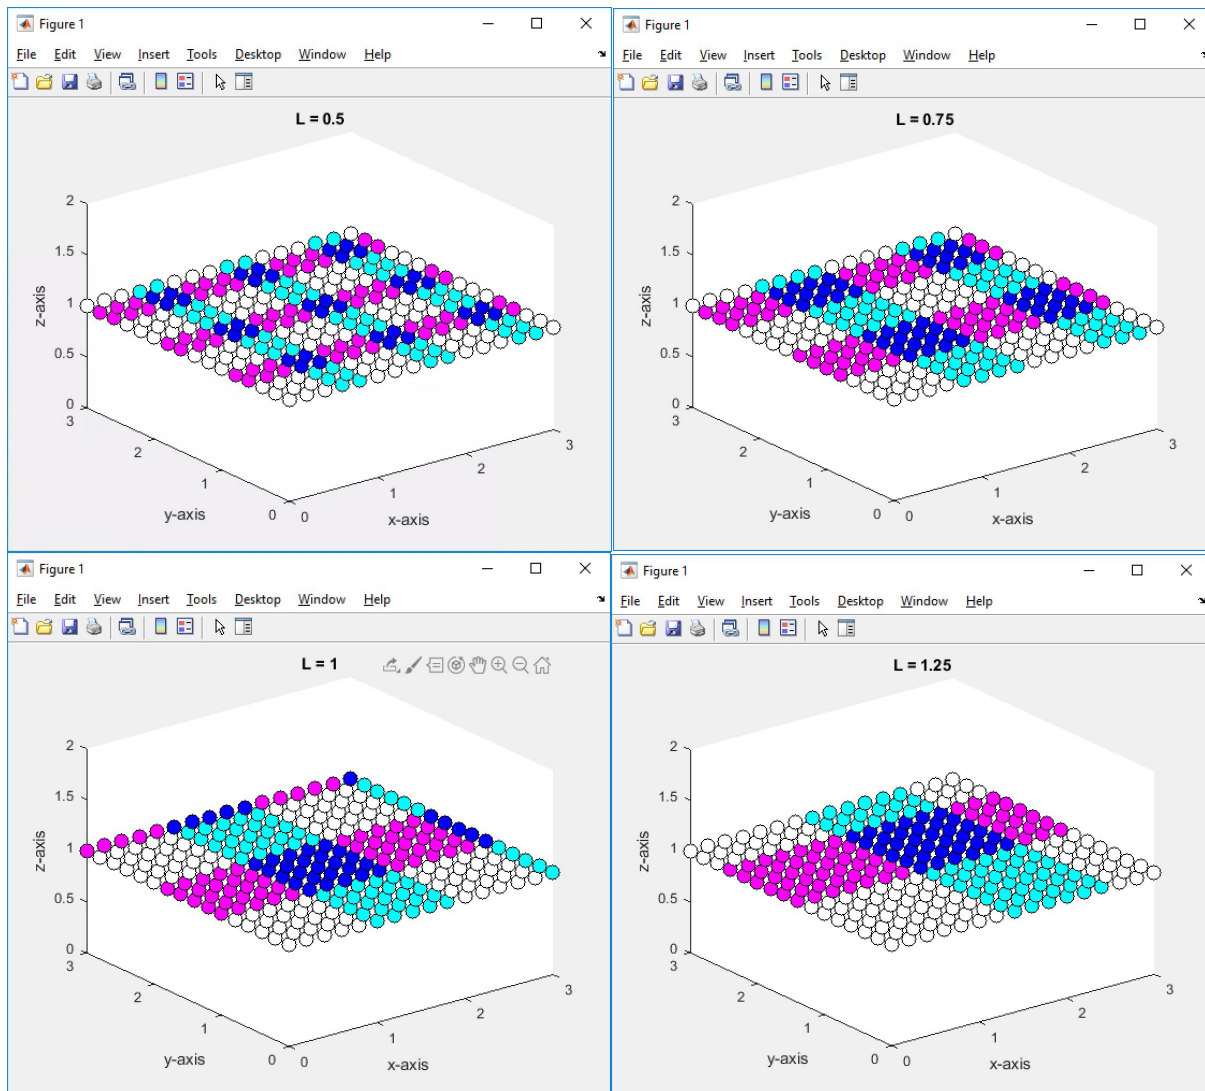 Figure 1
File Edit View Insert Tools Desktop Window Help
L = 0.5
2
1.5
1
0.5
0
z-axis
3
2
1
0
y-axis
0
1
2
3
x-axis
Figure 1
File Edit View Insert Tools Desktop Window Help
L = 0.75
2
1.5
1
0.5
0
z-axis
3
2
1
0
y-axis
0
1
2
3
x-axis
Figure 1
File Edit View Insert Tools Desktop Window Help
L = 1
2
1.5
1
0.5
0
z-axis
3
2
1
0
y-axis
0
1
2
3
x-axis
Figure 1
File Edit View Insert Tools Desktop Window Help
L = 1.25
2
1.5
1
0.5
0
z-axis
3
2
1
0
y-axis
0
1
2
3
x-axis